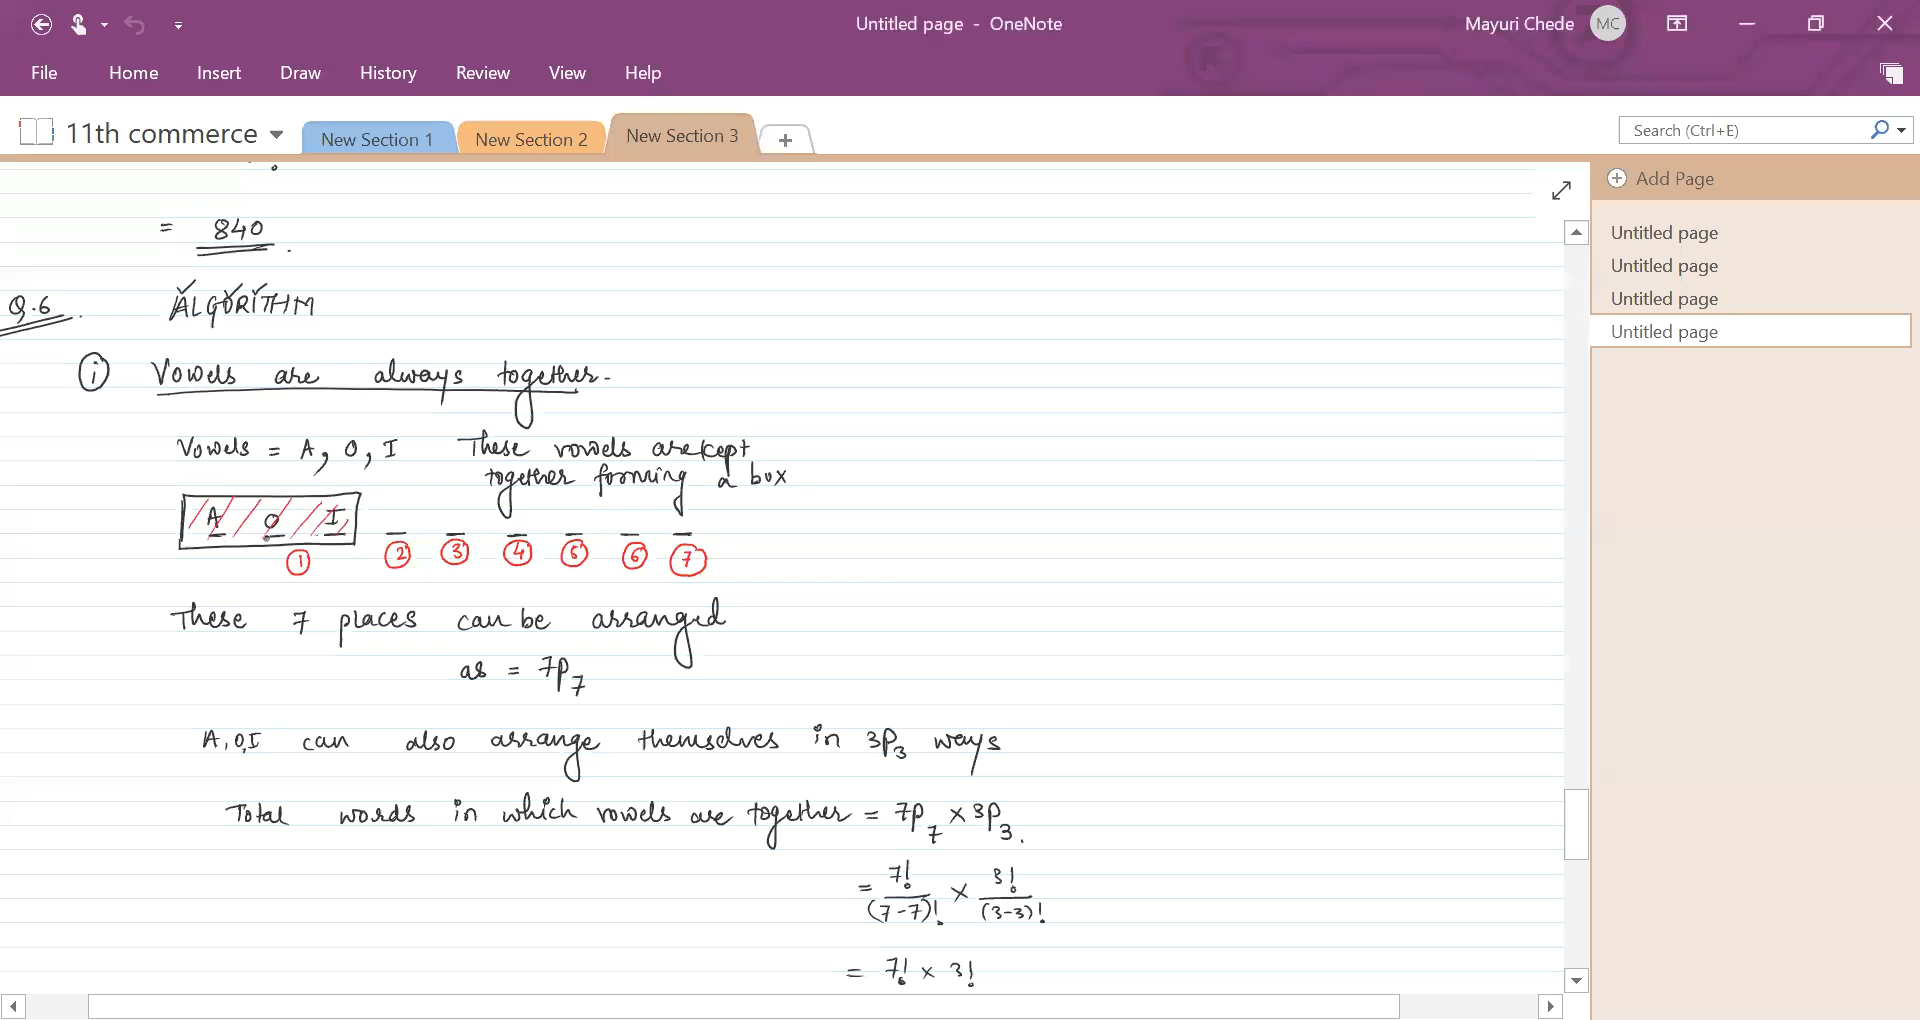 Untitled page - OneNote
Mayuri Chede
MC
File Home Insert Draw History Review View Help
11th commerce
New Section 1
New Section 2
New Section 3
+
Search (Ctrl+E)
Add Page
Untitled page
Untitled page
Untitled page
Untitled page
= 840.
Q.6. ALGORITHM
i Vowels are always together.
Vowels = A, O, I These vowels are kept
together forming a box
A O I
1 2 3 4 5 6 7
These 7 places can be arranged
as = 7P7
A, O, I can also arrange themselves in 3P3 ways
Total words in which vowels are together = 7P7 × 3P3.
= 7!/(7-7)! × 3!/(3-3)!
= 7! × 3!